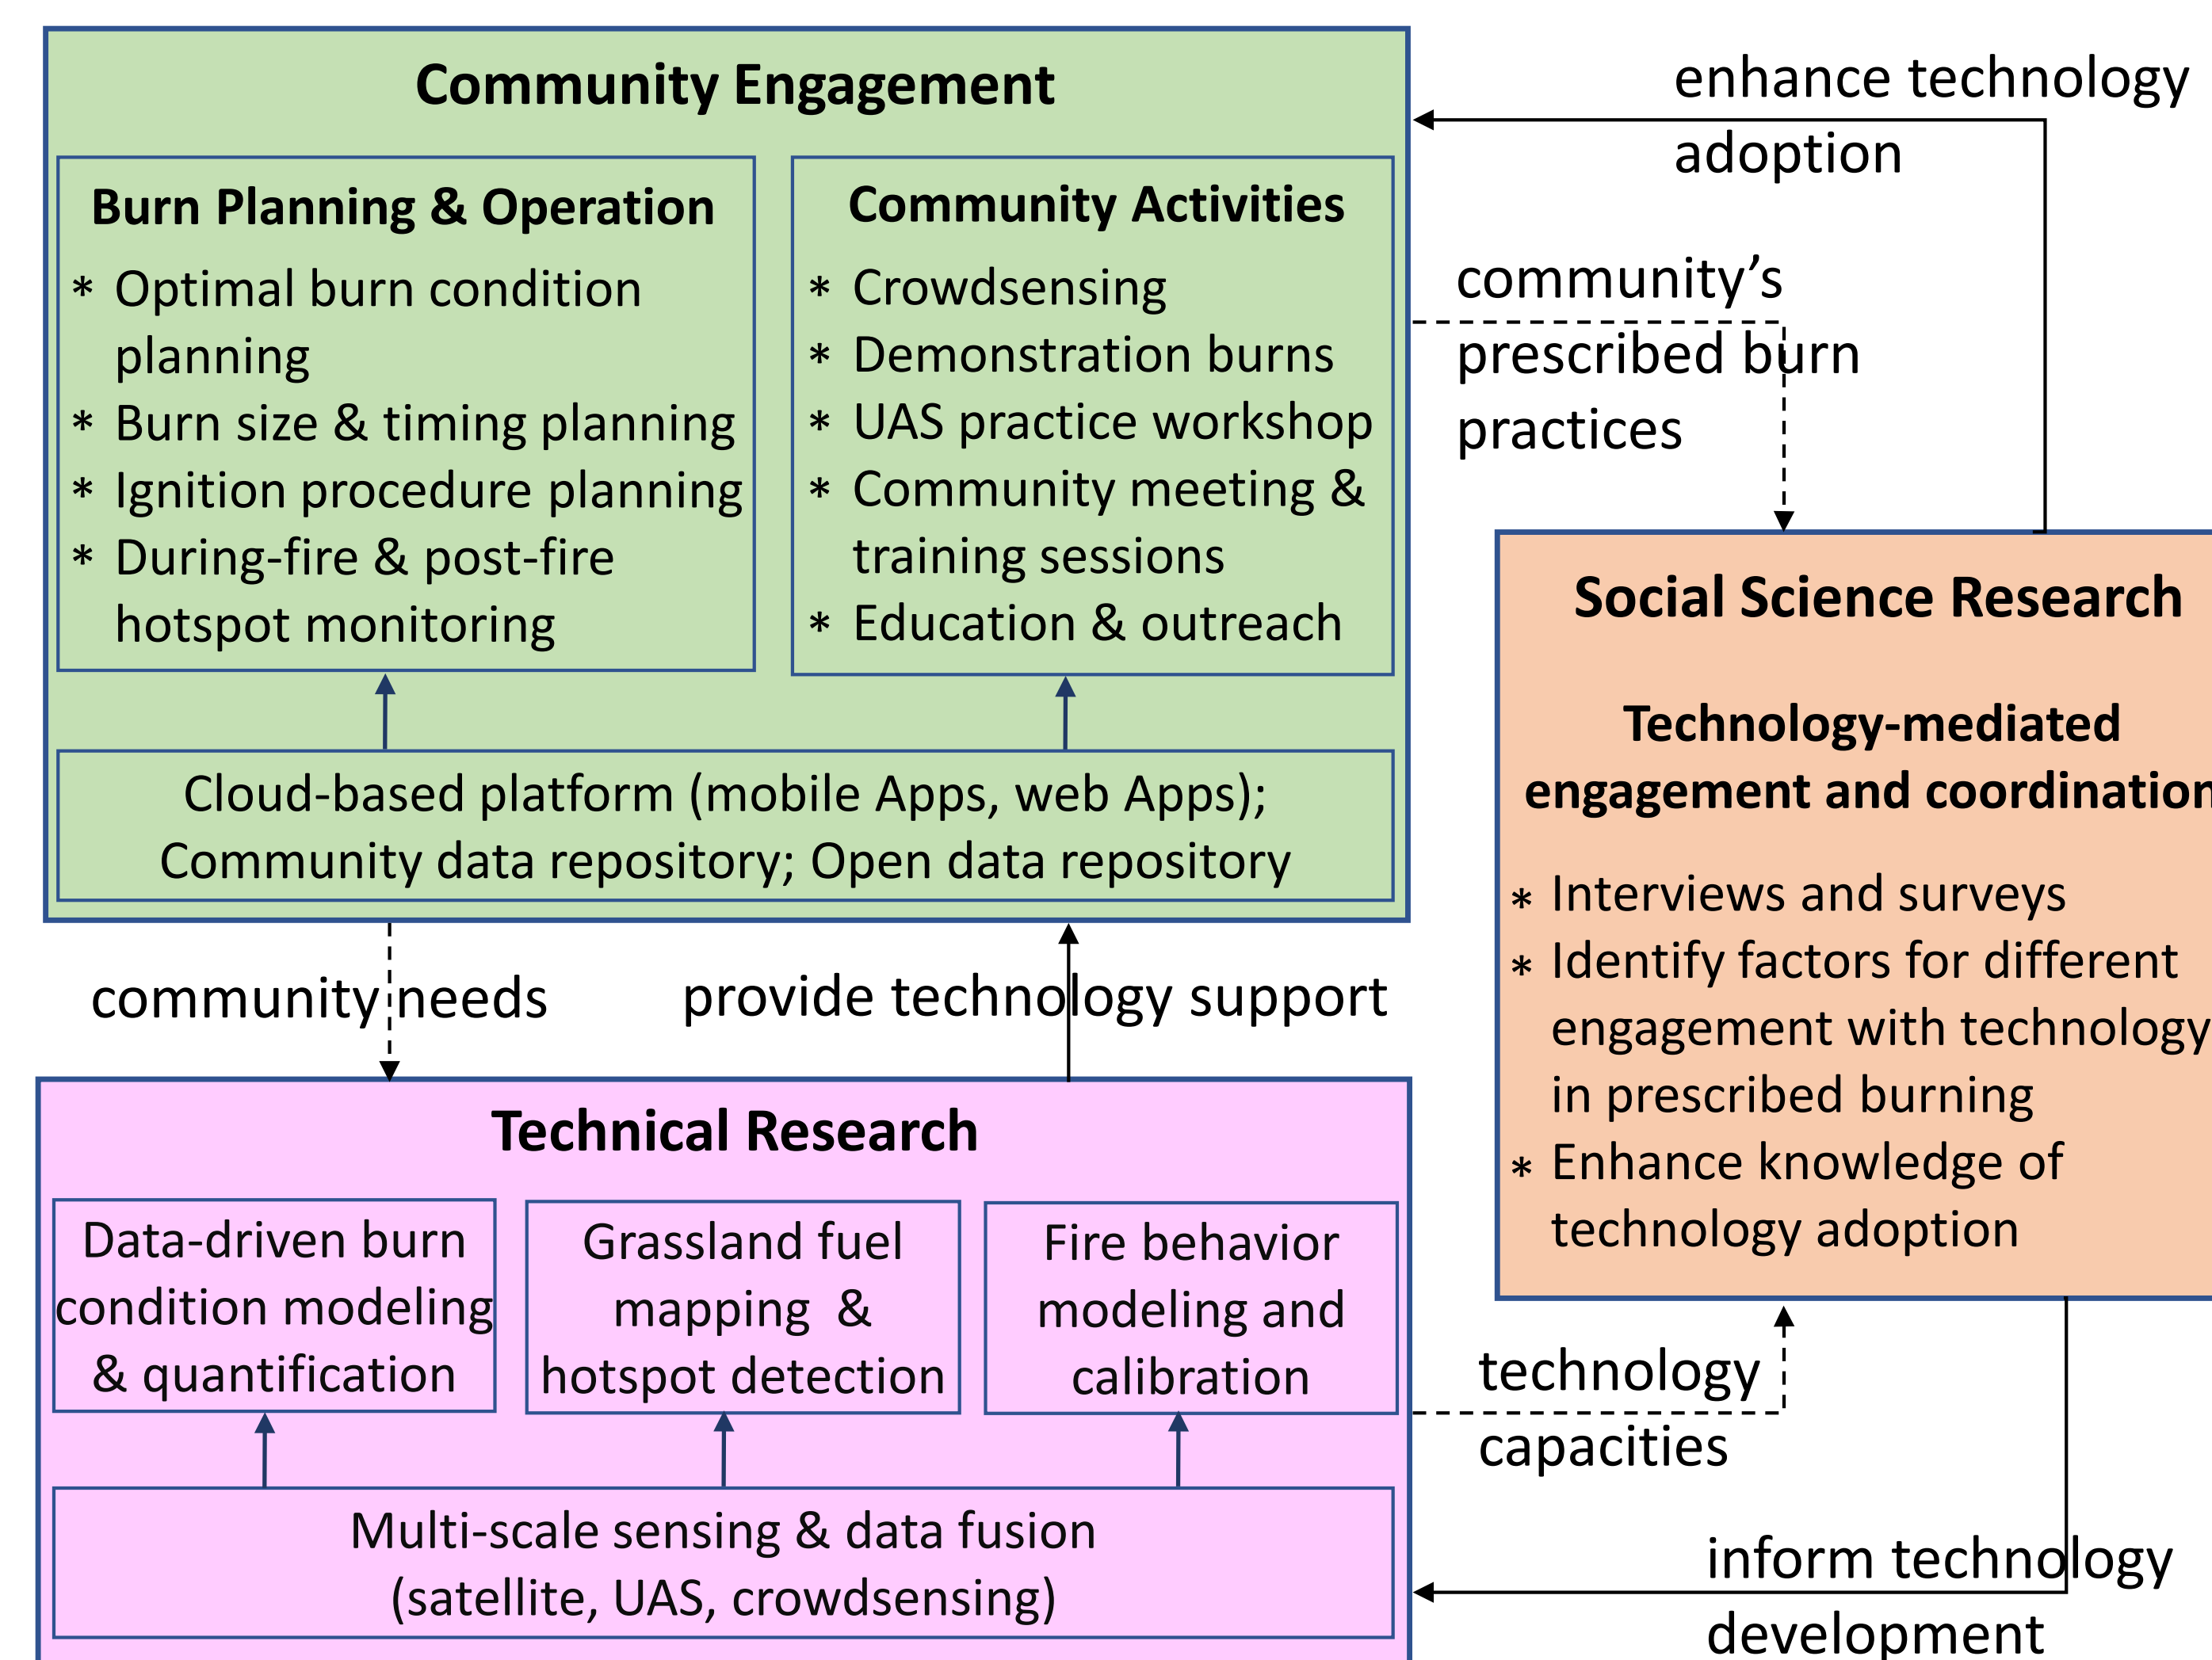 Community Engagement
Burn Planning & Operation
* Optimal burn condition
planning
* Burn size & timing planning
* Ignition procedure planning
* During-fire & post-fire
hotspot monitoring
Community Activities
* Crowdsensing
* Demonstration burns
* UAS practice workshop
* Community meeting &
training sessions
* Education & outreach
Cloud-based platform (mobile Apps, web Apps);
Community data repository; Open data repository
enhance technology
adoption
community’s
prescribed burn
practices
Social Science Research
Technology-mediated
engagement and coordination
* Interviews and surveys
* Identify factors for different
engagement with technology
in prescribed burning
* Enhance knowledge of
technology adoption
community needs
provide technology support
Technical Research
Data-driven burn
condition modeling
& quantification
Grassland fuel
mapping &
hotspot detection
Fire behavior
modeling and
calibration
Multi-scale sensing & data fusion
(satellite, UAS, crowdsensing)
technology
capacities
inform technology
development